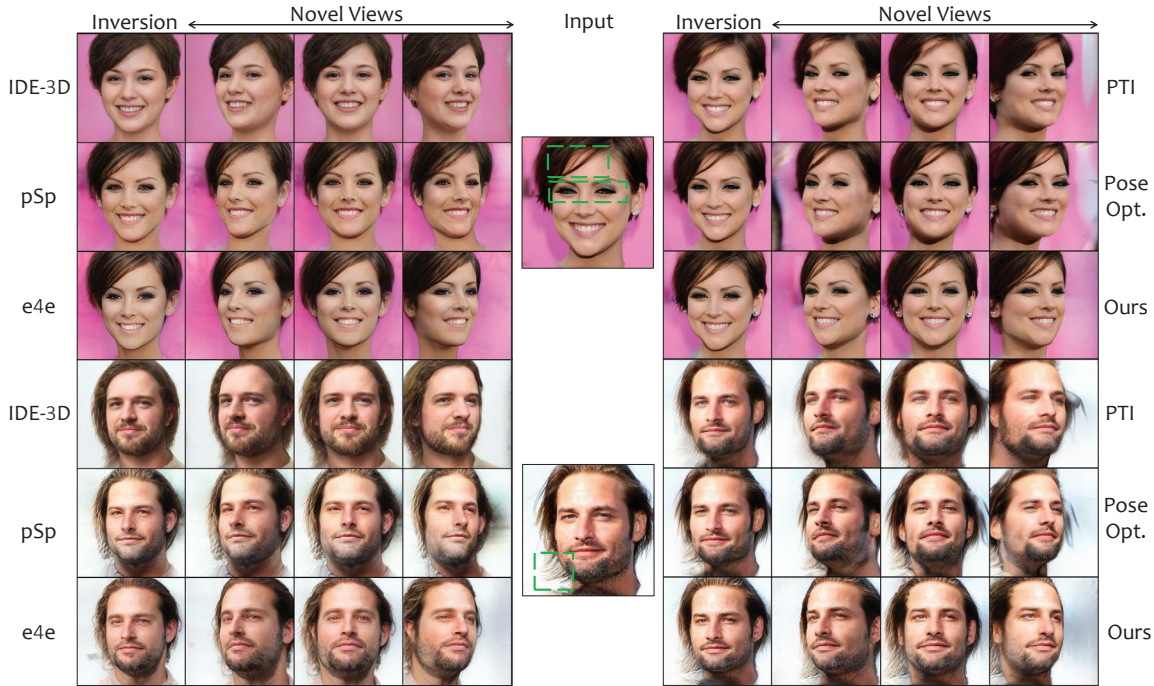 Inversion
Novel Views
Input
Inversion
Novel Views
IDE-3D
PTI
pSp
Pose
Opt.
e4e
Ours
IDE-3D
PTI
pSp
Pose
Opt.
e4e
Ours